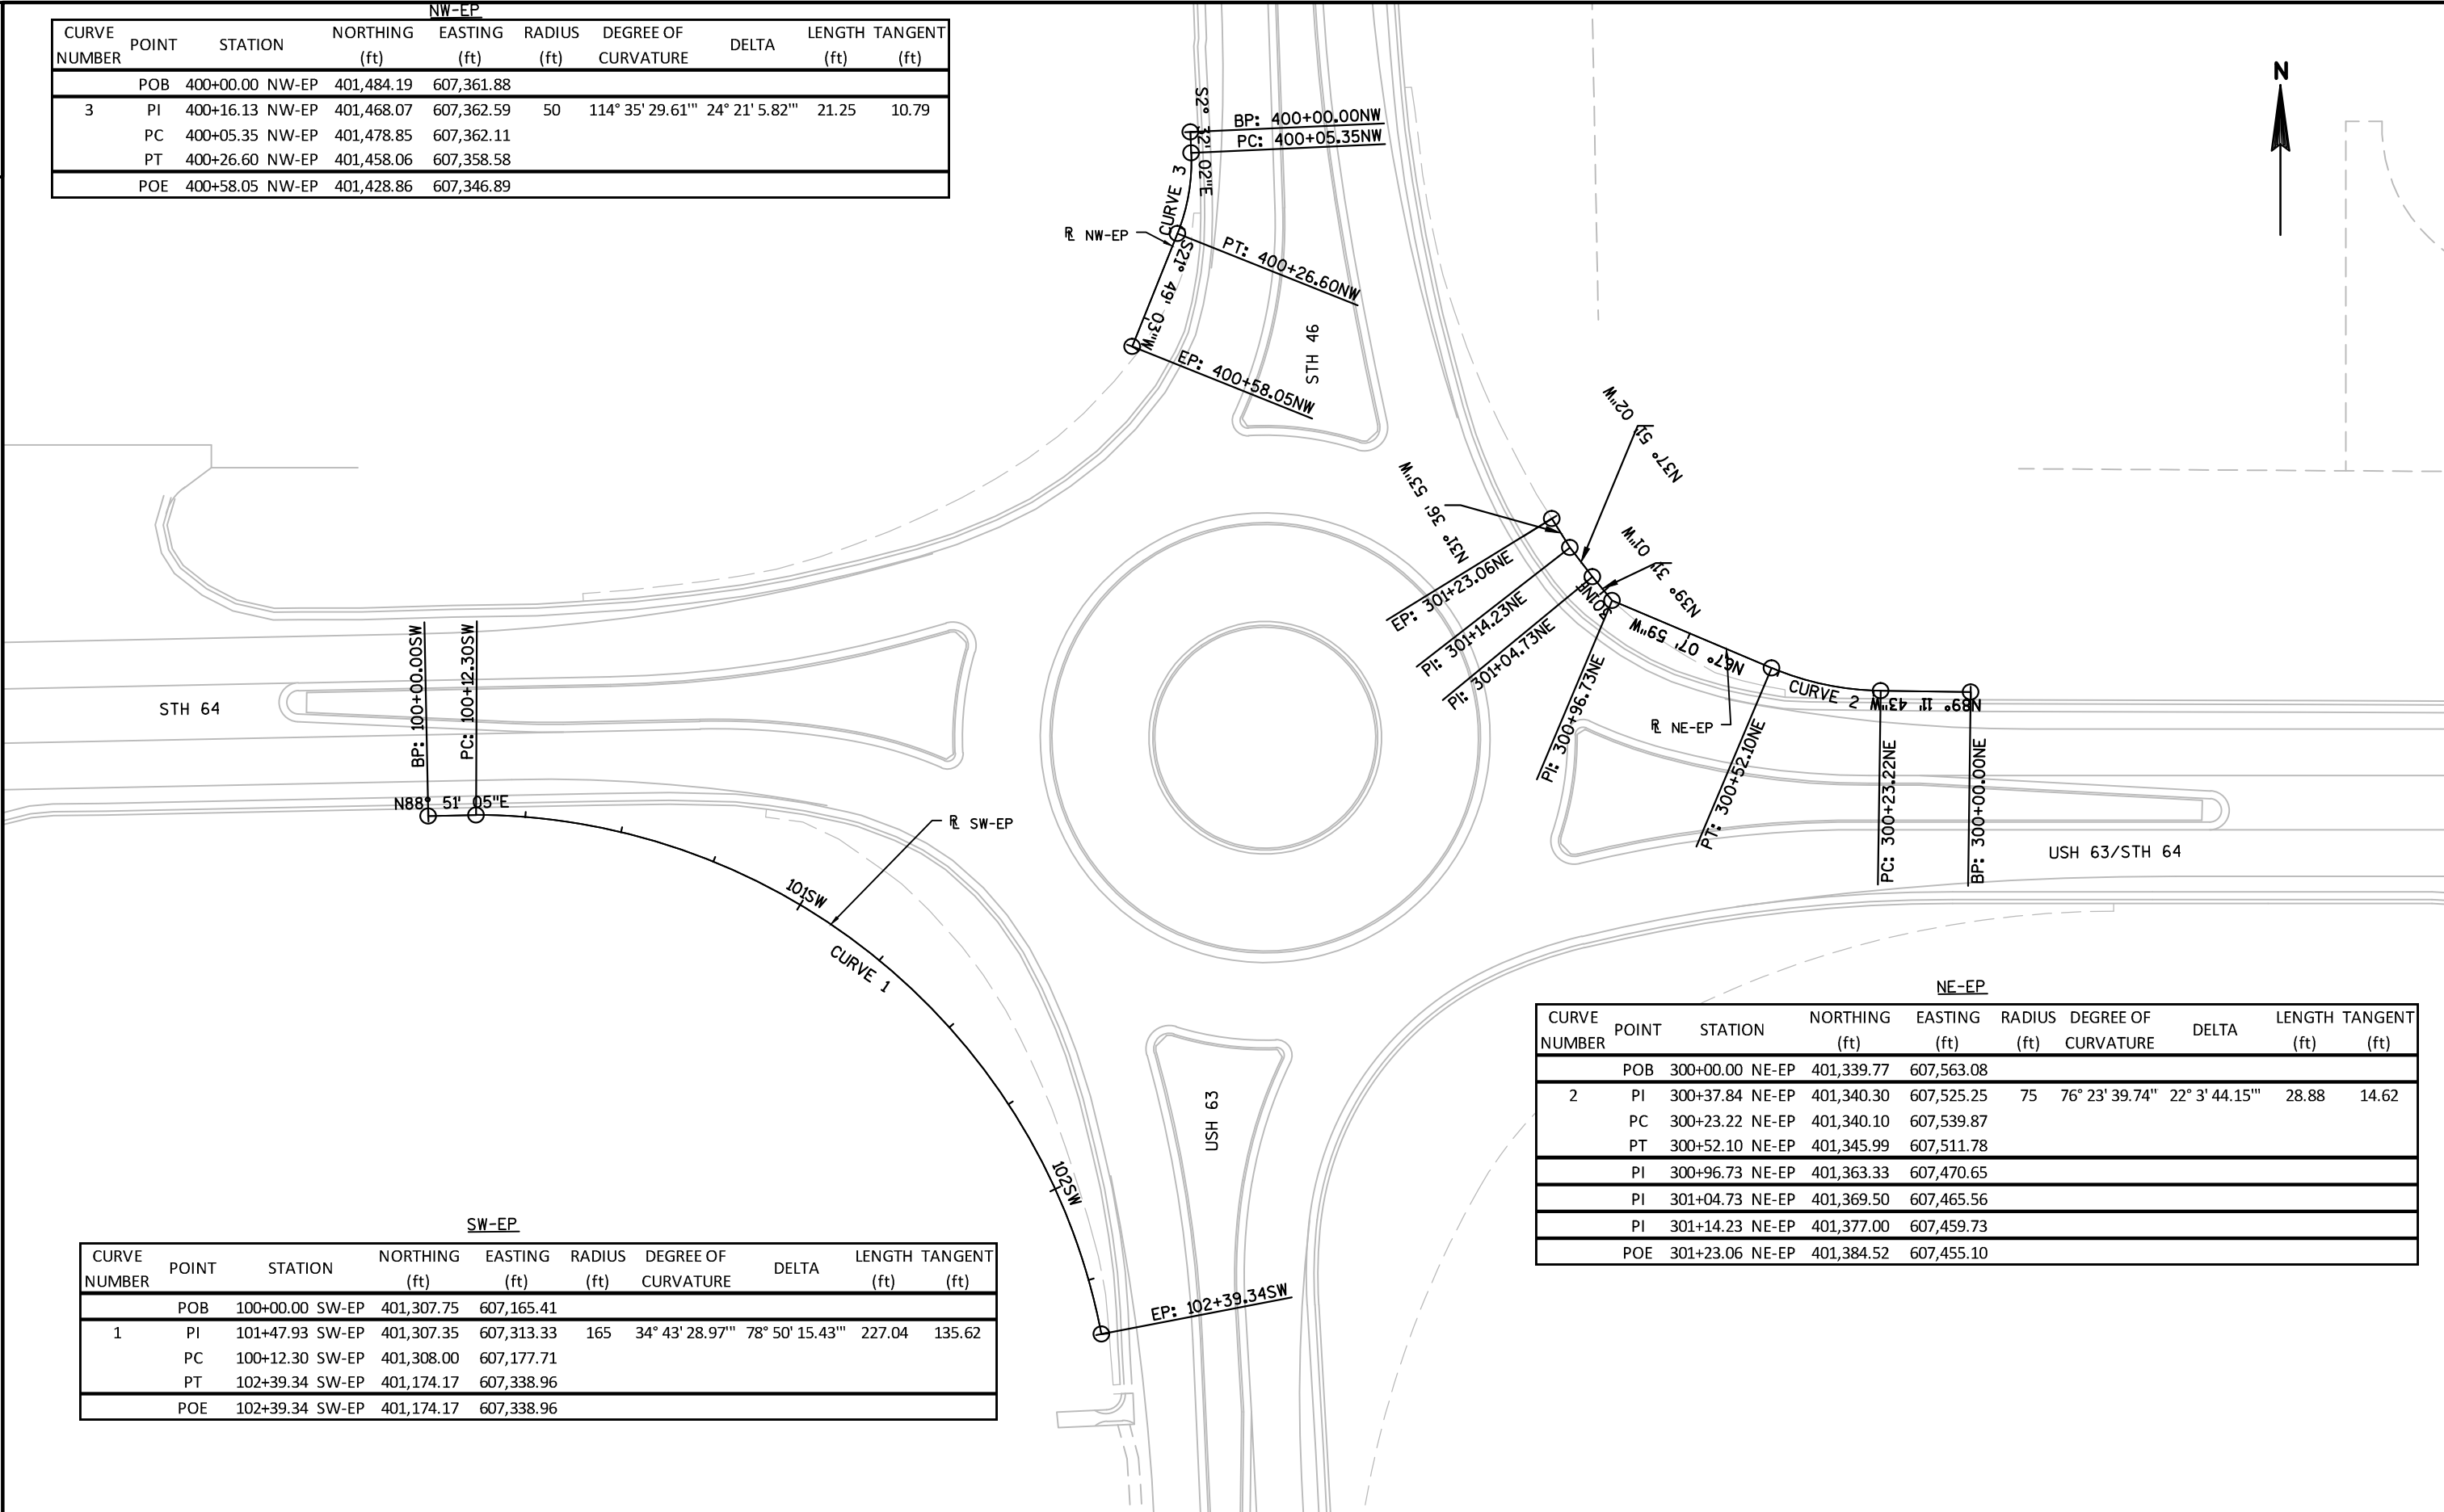 NW-EP
CURVE NUMBER POINT STATION NORTHING (ft) EASTING (ft) RADIUS (ft) DEGREE OF CURVATURE DELTA LENGTH (ft) TANGENT (ft)
POB 400+00.00 NW-EP 401,484.19 607,361.88
3 PI 400+16.13 NW-EP 401,468.07 607,362.59 50 114° 35' 29.61''' 24° 21' 5.82''' 21.25 10.79
PC 400+05.35 NW-EP 401,478.85 607,362.11
PT 400+26.60 NW-EP 401,458.06 607,358.58
POE 400+58.05 NW-EP 401,428.86 607,346.89
N
S2° 32' 02"E
BP: 400+00.00NW
PC: 400+05.35NW
CURVE 3
NW-EP
S21° 49' 03"W
PT: 400+26.60NW
EP: 400+58.05NW
STH 46
N37° 51' 02"W
N31° 36' 53"W
N39° 31' 01"W
EP: 301+23.06NE
PI: 301+14.23NE
PI: 301+04.73NE
301NE
PI: 300+96.73NE
N67° 07' 59"W
NE-EP
CURVE 2
N89° 11' 43"W
PT: 300+52.10NE
PC: 300+23.22NE
BP: 300+00.00NE
USH 63/STH 64
STH 64
BP: 100+00.00SW
PC: 100+12.30SW
N88° 51' 05"E
SW-EP
101SW
CURVE 1
102SW
EP: 102+39.34SW
USH 63
NE-EP
CURVE NUMBER POINT STATION NORTHING (ft) EASTING (ft) RADIUS (ft) DEGREE OF CURVATURE DELTA LENGTH (ft) TANGENT (ft)
POB 300+00.00 NE-EP 401,339.77 607,563.08
2 PI 300+37.84 NE-EP 401,340.30 607,525.25 75 76° 23' 39.74" 22° 3' 44.15''' 28.88 14.62
PC 300+23.22 NE-EP 401,340.10 607,539.87
PT 300+52.10 NE-EP 401,345.99 607,511.78
PI 300+96.73 NE-EP 401,363.33 607,470.65
PI 301+04.73 NE-EP 401,369.50 607,465.56
PI 301+14.23 NE-EP 401,377.00 607,459.73
POE 301+23.06 NE-EP 401,384.52 607,455.10
SW-EP
CURVE NUMBER POINT STATION NORTHING (ft) EASTING (ft) RADIUS (ft) DEGREE OF CURVATURE DELTA LENGTH (ft) TANGENT (ft)
POB 100+00.00 SW-EP 401,307.75 607,165.41
1 PI 101+47.93 SW-EP 401,307.35 607,313.33 165 34° 43' 28.97''' 78° 50' 15.43''' 227.04 135.62
PC 100+12.30 SW-EP 401,308.00 607,177.71
PT 102+39.34 SW-EP 401,174.17 607,338.96
POE 102+39.34 SW-EP 401,174.17 607,338.96